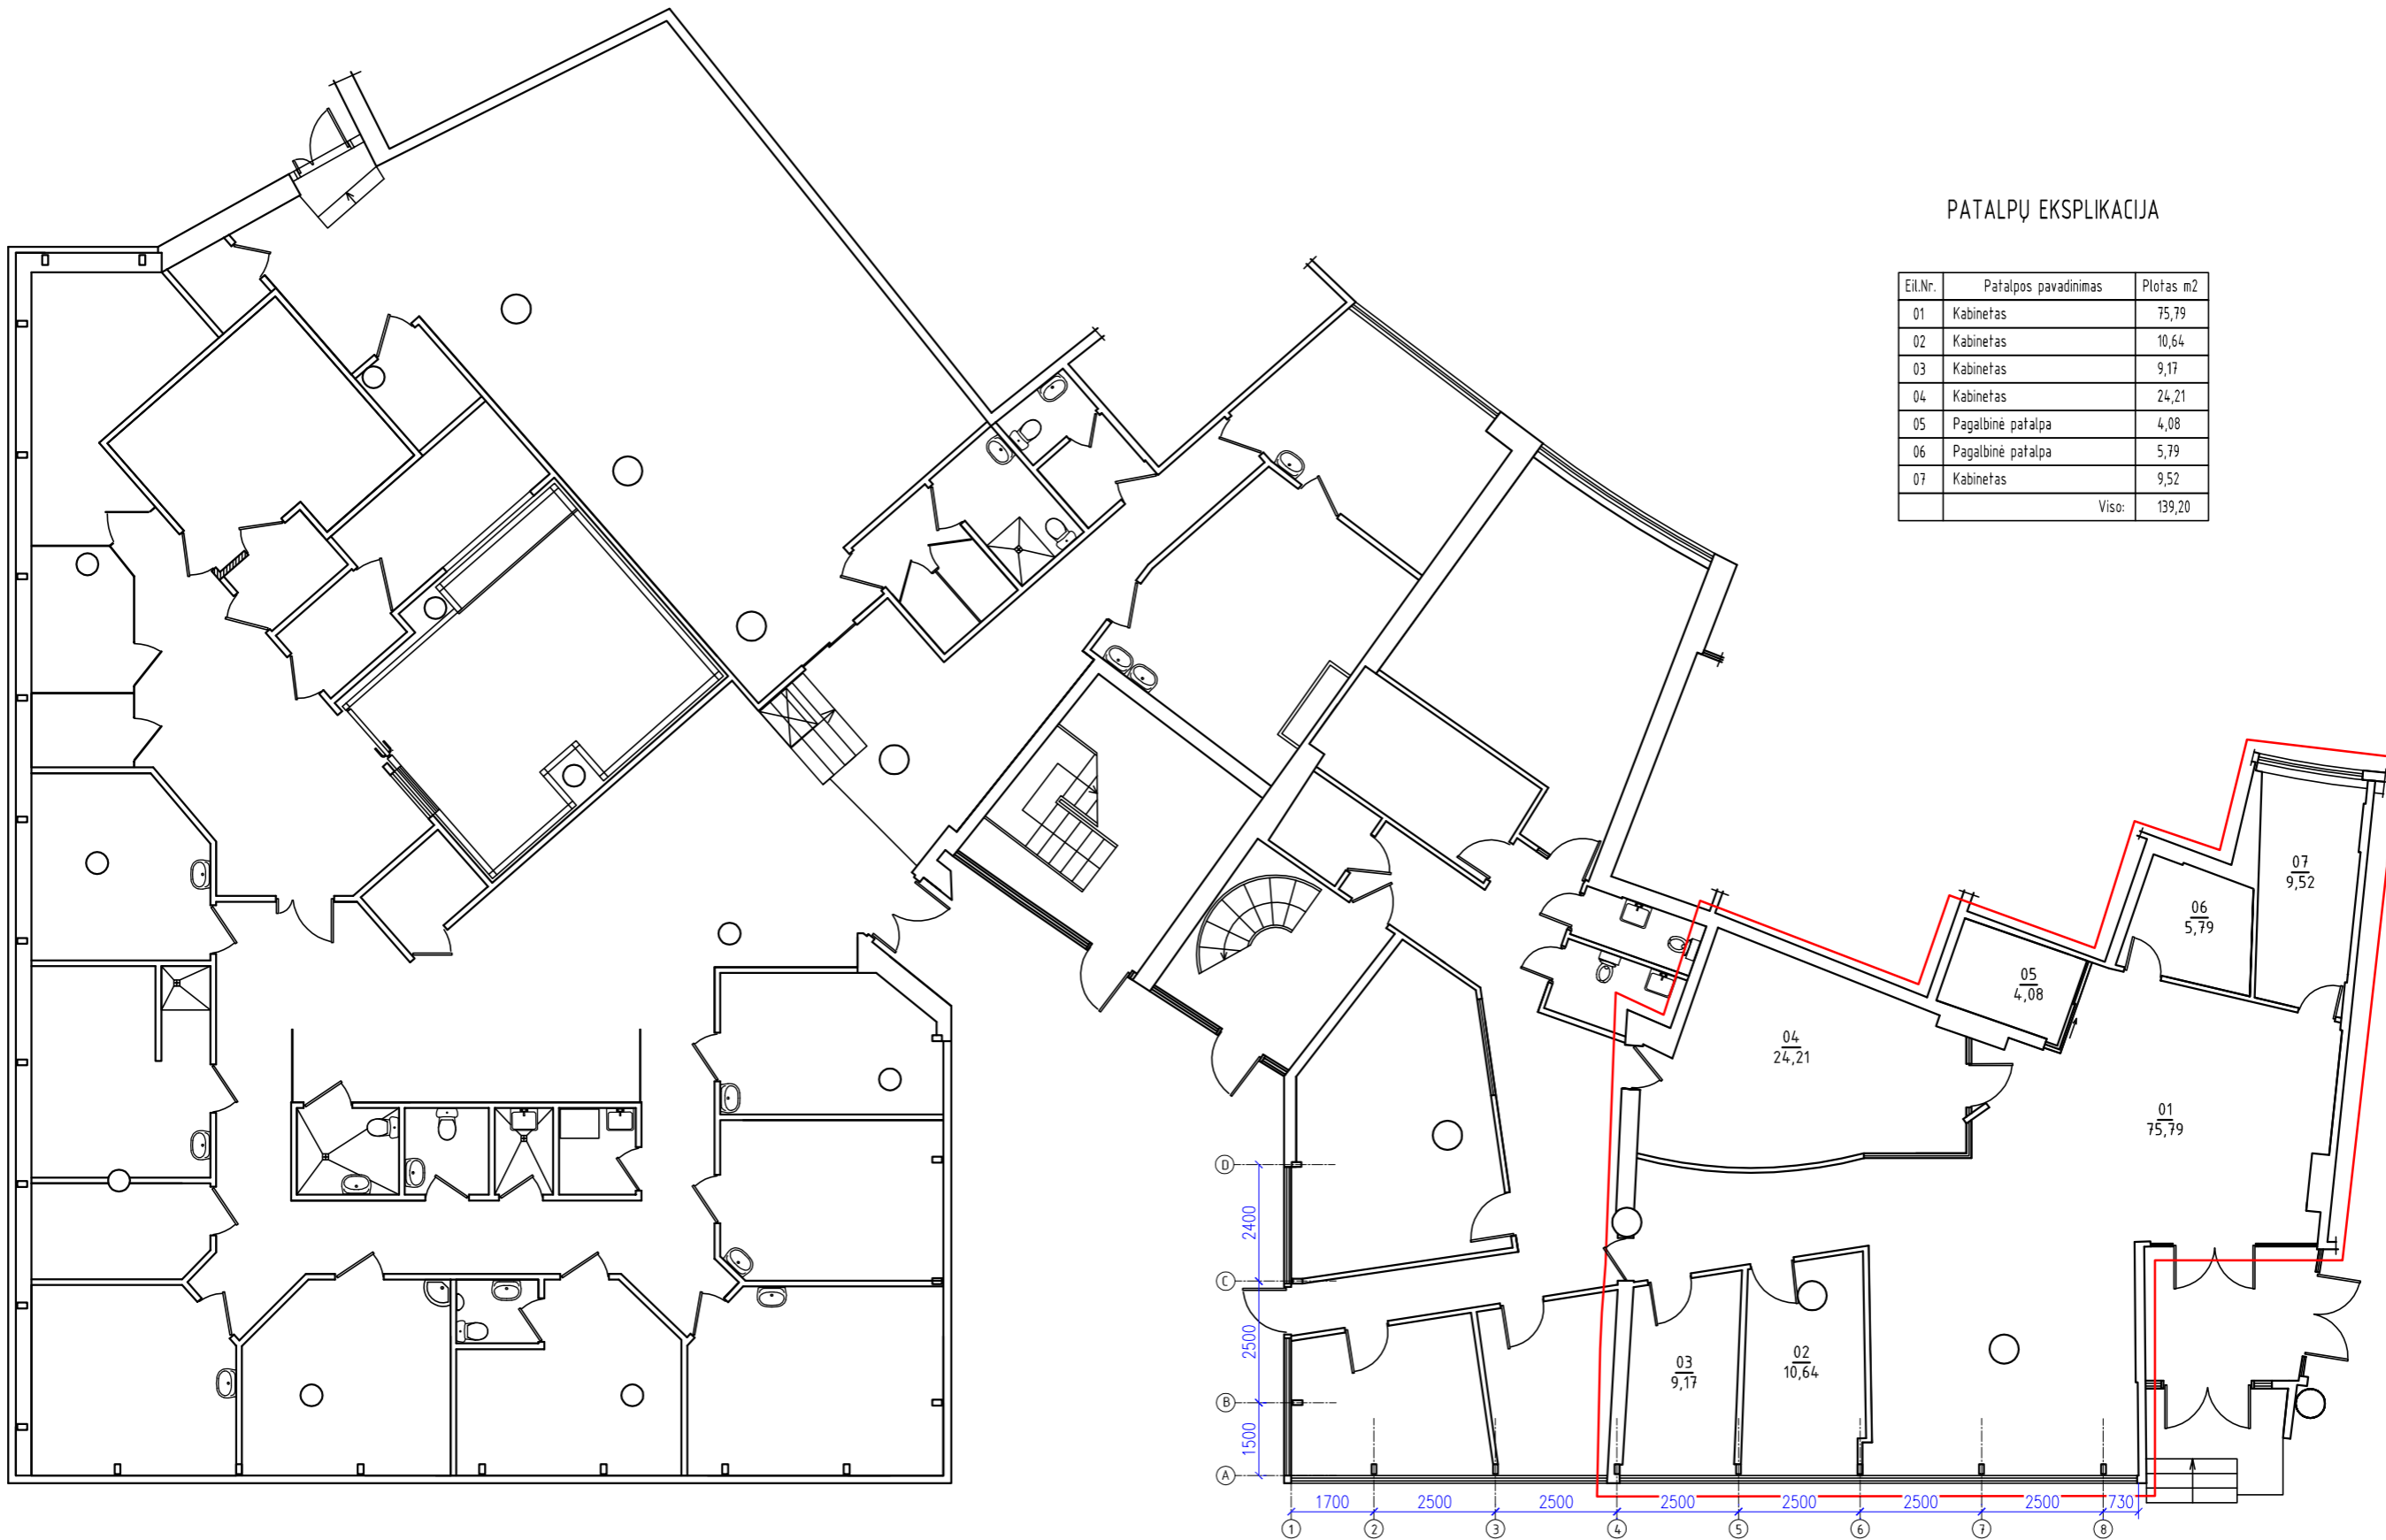 PATALPŲ EKSPLIKACIJA
Eil.Nr. Patalpos pavadinimas Plotas m2
01 Kabinetas 75,79
02 Kabinetas 10,64
03 Kabinetas 9,17
04 Kabinetas 24,21
05 Pagalbinė patalpa 4,08
06 Pagalbinė patalpa 5,79
07 Kabinetas 9,52
Viso: 139,20
07
9,52
06
5,79
05
4,08
04
24,21
01
75,79
03
9,17
02
10,64
D
2400
C
2500
B
1500
A
1700 2500 2500 2500 2500 2500 2500 730
1 2 3 4 5 6 7 8